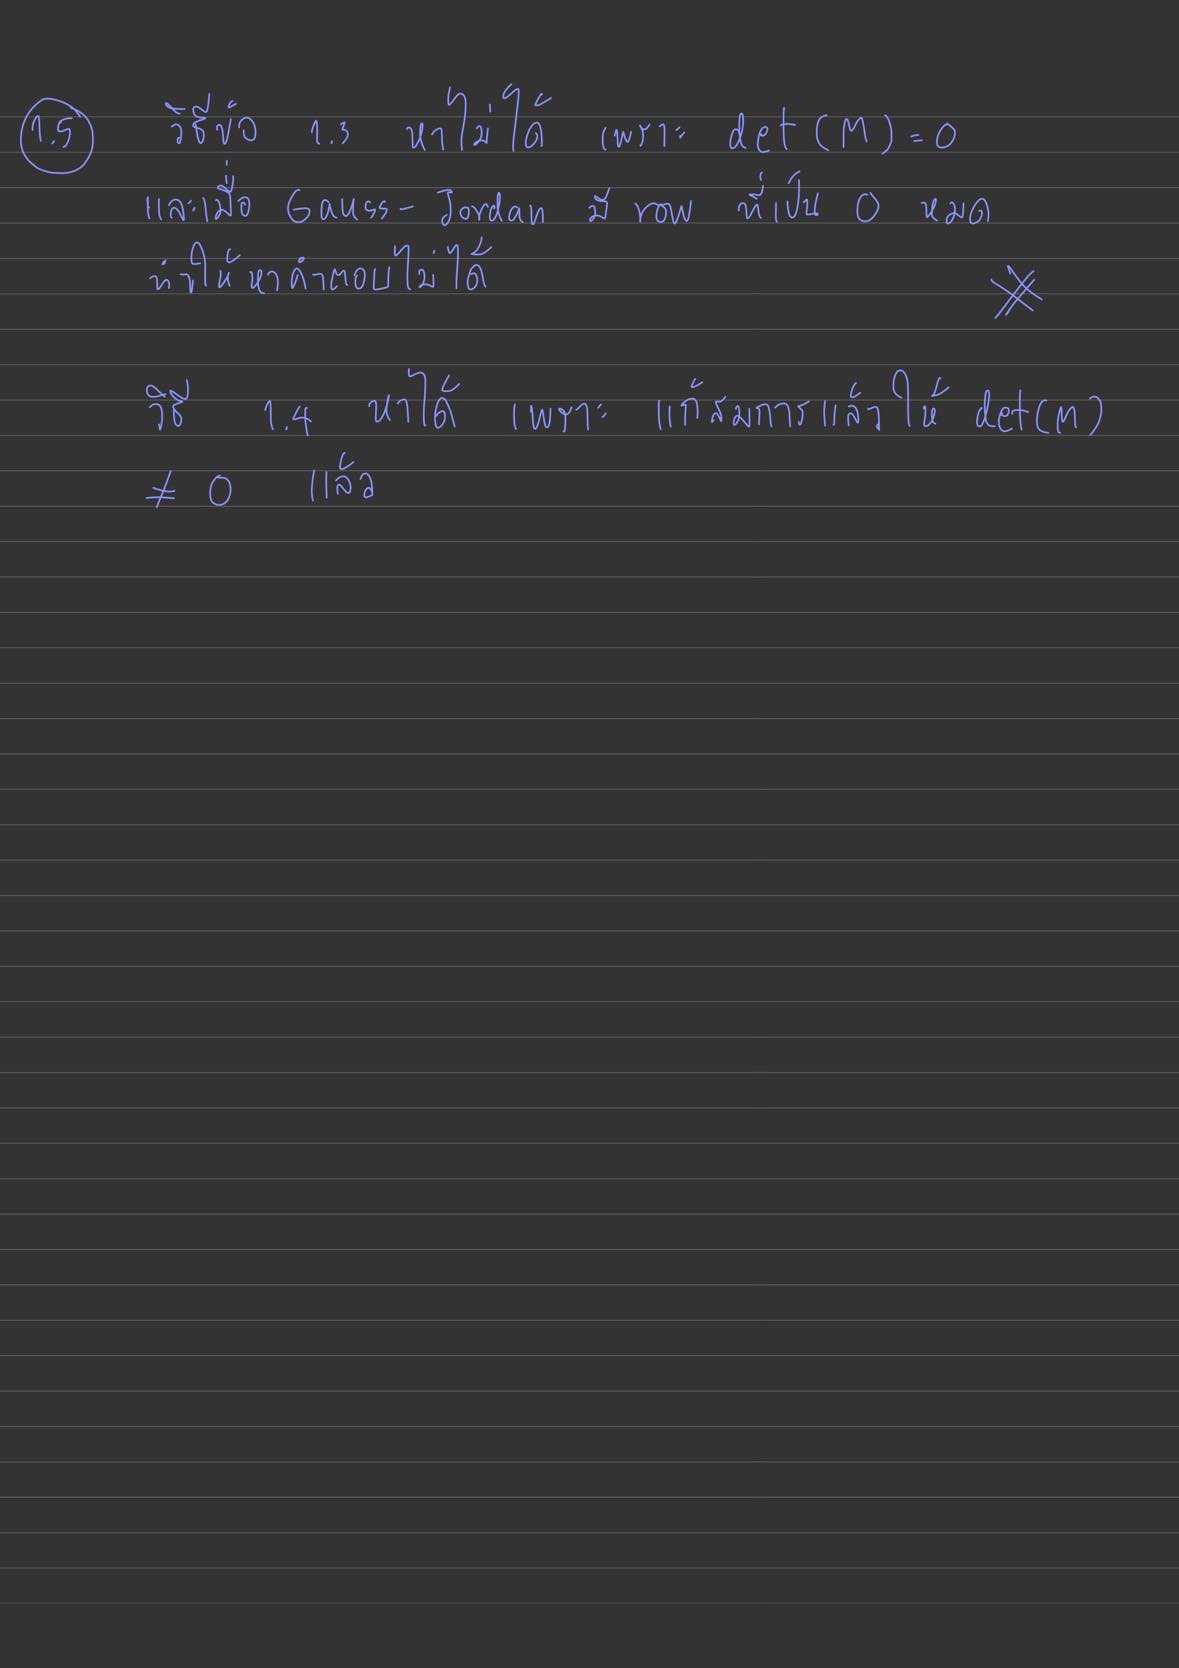 1.5 วิธีข้อ 1.3 หาไม่ได้ เพราะ det(M) = 0
และเมื่อ Gauss-Jordan มี row ที่เป็น 0 หมด
ทำให้หาคำตอบไม่ได้
วิธี 1.4 หาได้ เพราะ แก้สมการแล้วให้ det(M)
≠ 0 แล้ว